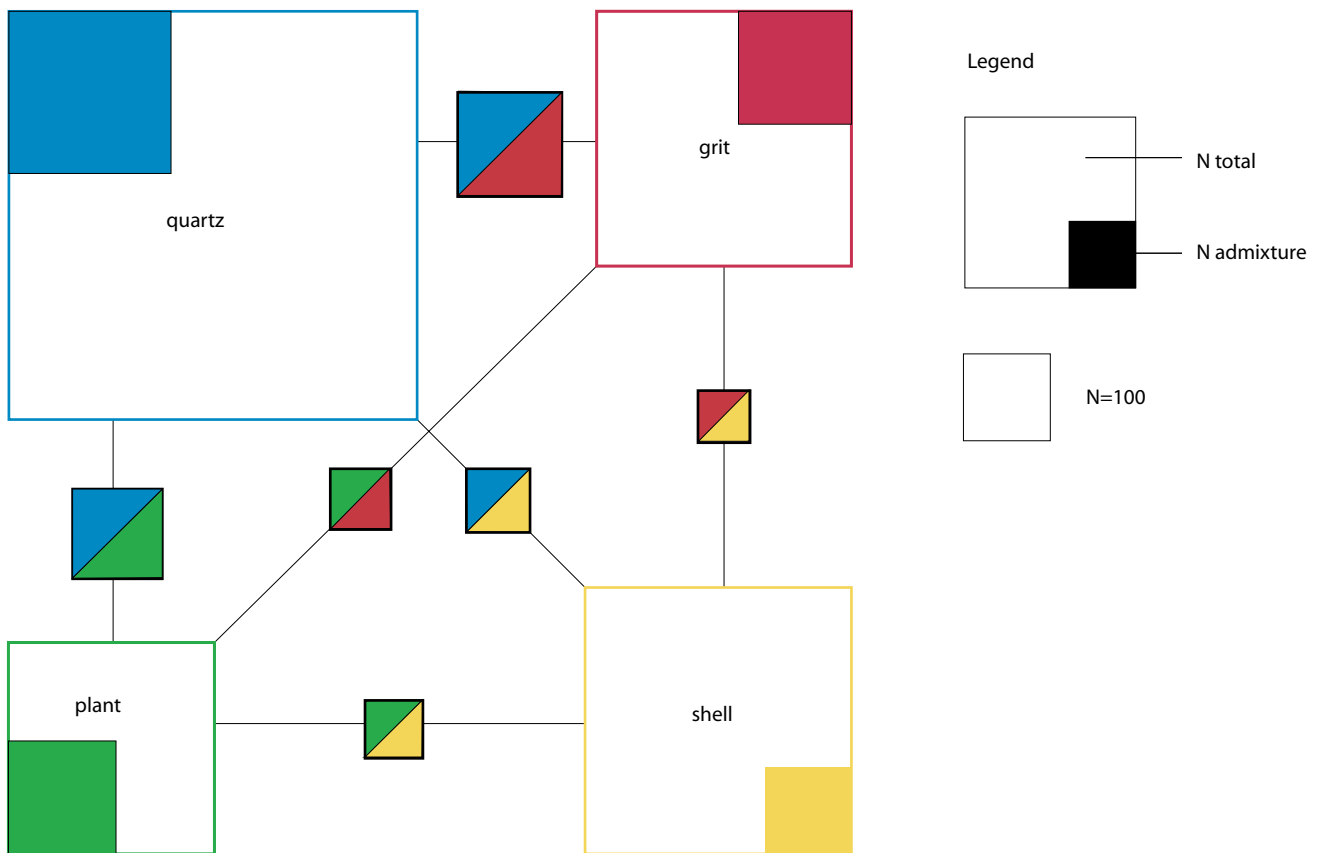 Legend
grit
N total
quartz
N admixture
N=100
plant
shell